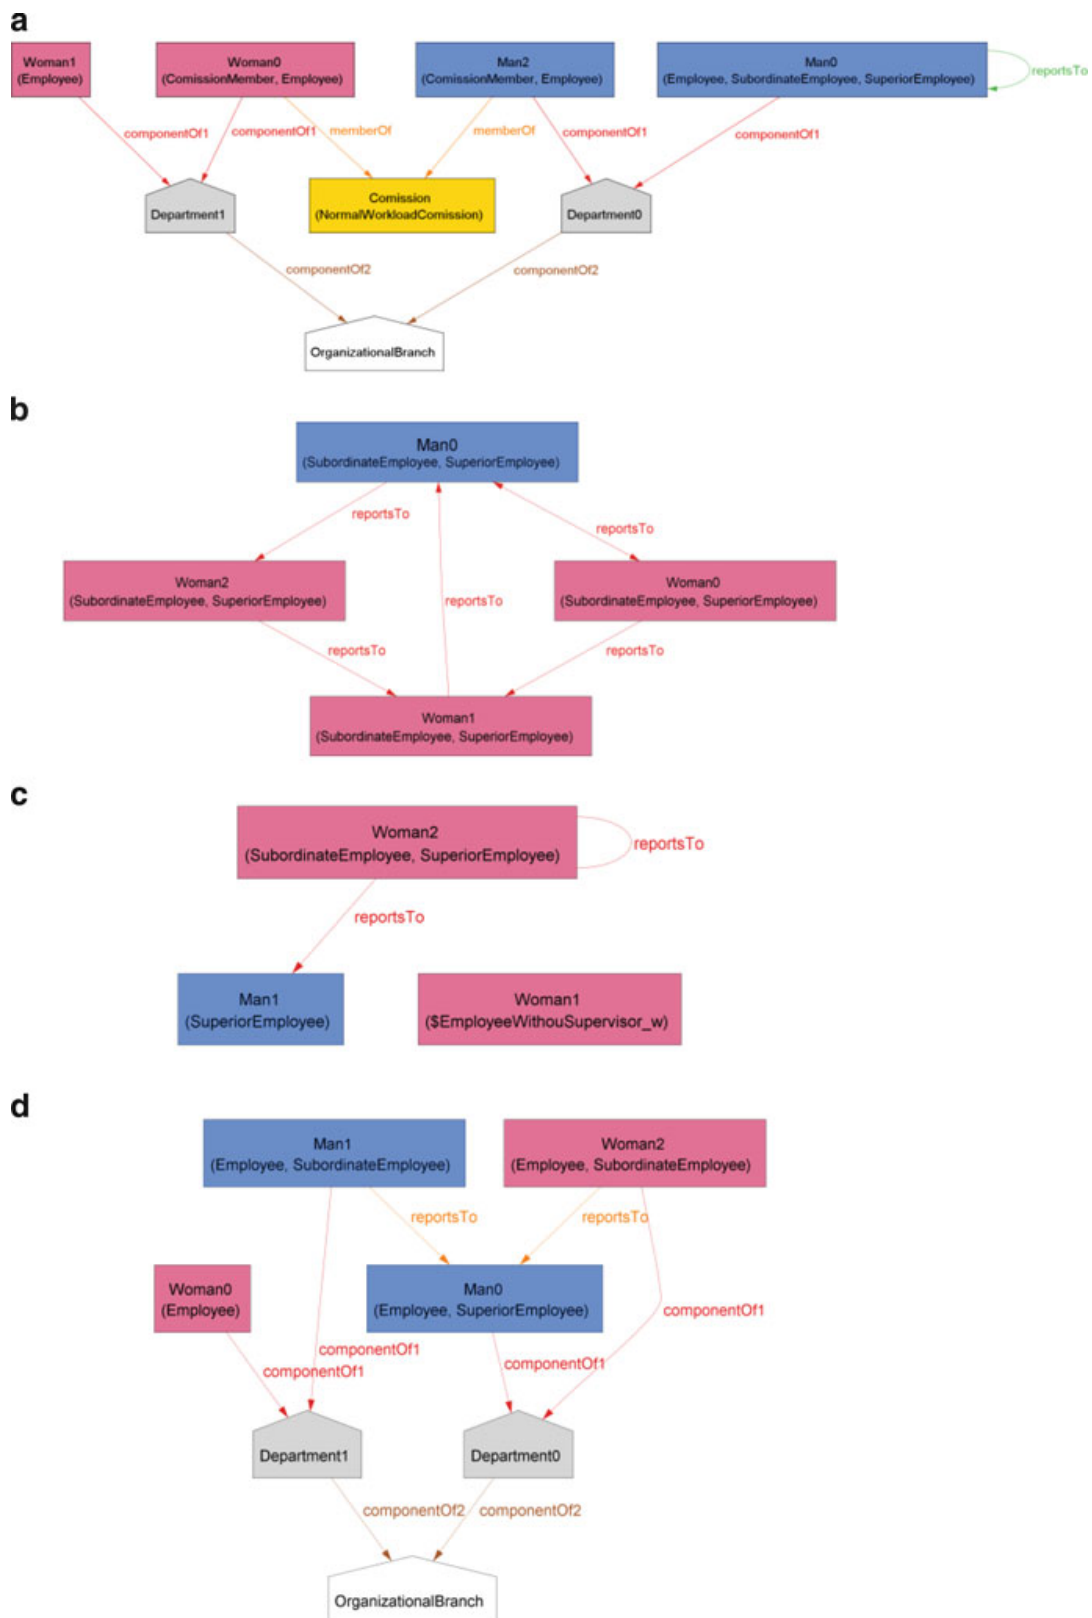 a
Woman1
(Employee)
Woman0
(ComissionMember, Employee)
Man2
(ComissionMember, Employee)
Man0
(Employee, SubordinateEmployee, SuperiorEmployee)
reportsTo
componentOf1
componentOf1
memberOf
memberOf
componentOf1
componentOf1
Department1
Comission
(NormalWorkloadComission)
Department0
componentOf2
componentOf2
OrganizationalBranch
b
Man0
(SubordinateEmployee, SuperiorEmployee)
reportsTo
reportsTo
Woman2
(SubordinateEmployee, SuperiorEmployee)
Woman0
(SubordinateEmployee, SuperiorEmployee)
reportsTo
reportsTo
reportsTo
Woman1
(SubordinateEmployee, SuperiorEmployee)
c
Woman2
(SubordinateEmployee, SuperiorEmployee)
reportsTo
reportsTo
Man1
(SuperiorEmployee)
Woman1
($EmployeeWithouSupervisor_w)
d
Man1
(Employee, SubordinateEmployee)
Woman2
(Employee, SubordinateEmployee)
reportsTo
reportsTo
Woman0
(Employee)
Man0
(Employee, SuperiorEmployee)
componentOf1
componentOf1
componentOf1
componentOf1
Department1
Department0
componentOf2
componentOf2
OrganizationalBranch